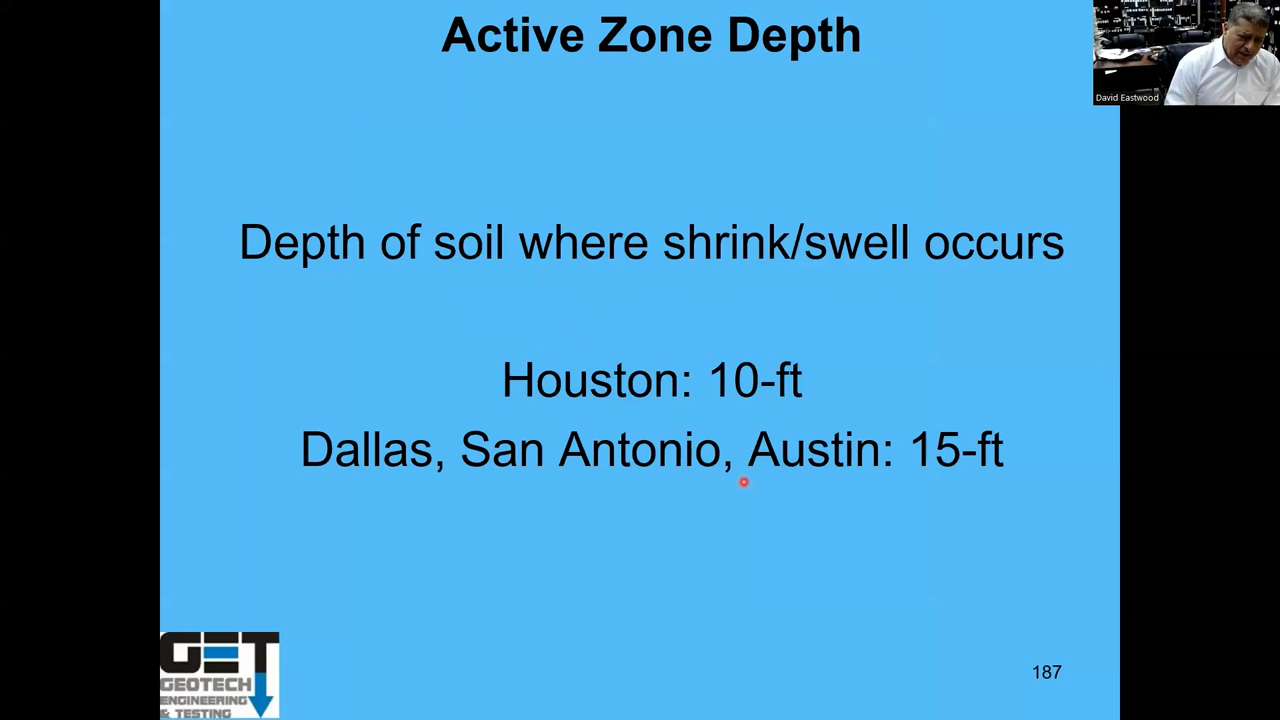 Active Zone Depth
David Eastwood
Depth of soil where shrink/swell occurs
Houston: 10-ft
Dallas, San Antonio, Austin: 15-ft
GET
GEOTECH
ENGINEERING
& TESTING
187